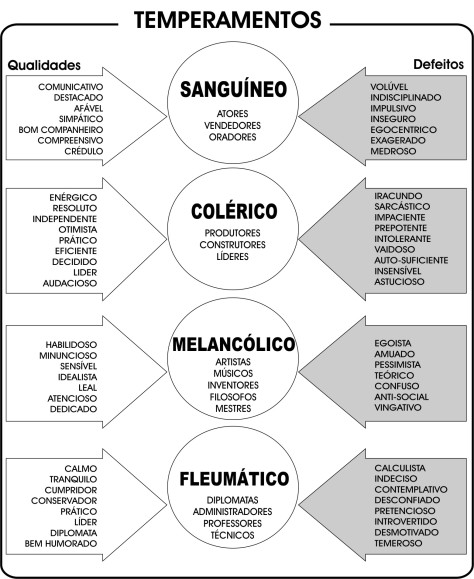 TEMPERAMENTOS
Qualidades
Defeitos
COMUNICATIVO
DESTACADO
AFÁVEL
SIMPÁTICO
BOM COMPANHEIRO
COMPREENSIVO
CRÉDULO
SANGUÍNEO
ATORES
VENDEDORES
ORADORES
VOLÚVEL
INDISCIPLINADO
IMPULSIVO
INSEGURO
EGOCENTRICO
EXAGERADO
MEDROSO
ENÉRGICO
RESOLUTO
INDEPENDENTE
OTIMISTA
PRÁTICO
EFICIENTE
DECIDIDO
LIDER
AUDACIOSO
COLÉRICO
PRODUTORES
CONSTRUTORES
LÍDERES
IRACUNDO
SARCÁSTICO
IMPACIENTE
PREPOTENTE
INTOLERANTE
VAIDOSO
AUTO-SUFICIENTE
INSENSÍVEL
ASTUCIOSO
HABILIDOSO
MINUNCIOSO
SENSÍVEL
IDEALISTA
LEAL
ATENCIOSO
DEDICADO
MELANCÓLICO
ARTISTAS
MÚSICOS
INVENTORES
FILOSOFOS
MESTRES
EGOISTA
AMUADO
PESSIMISTA
TEÓRICO
CONFUSO
ANTI-SOCIAL
VINGATIVO
CALMO
TRANQUILO
CUMPRIDOR
CONSERVADOR
PRÁTICO
LÍDER
DIPLOMATA
BEM HUMORADO
FLEUMÁTICO
DIPLOMATAS
ADMINISTRADORES
PROFESSORES
TÉCNICOS
CALCULISTA
INDECISO
CONTEMPLATIVO
DESCONFIADO
PRETENCIOSO
INTROVERTIDO
DESMOTIVADO
TEMEROSO